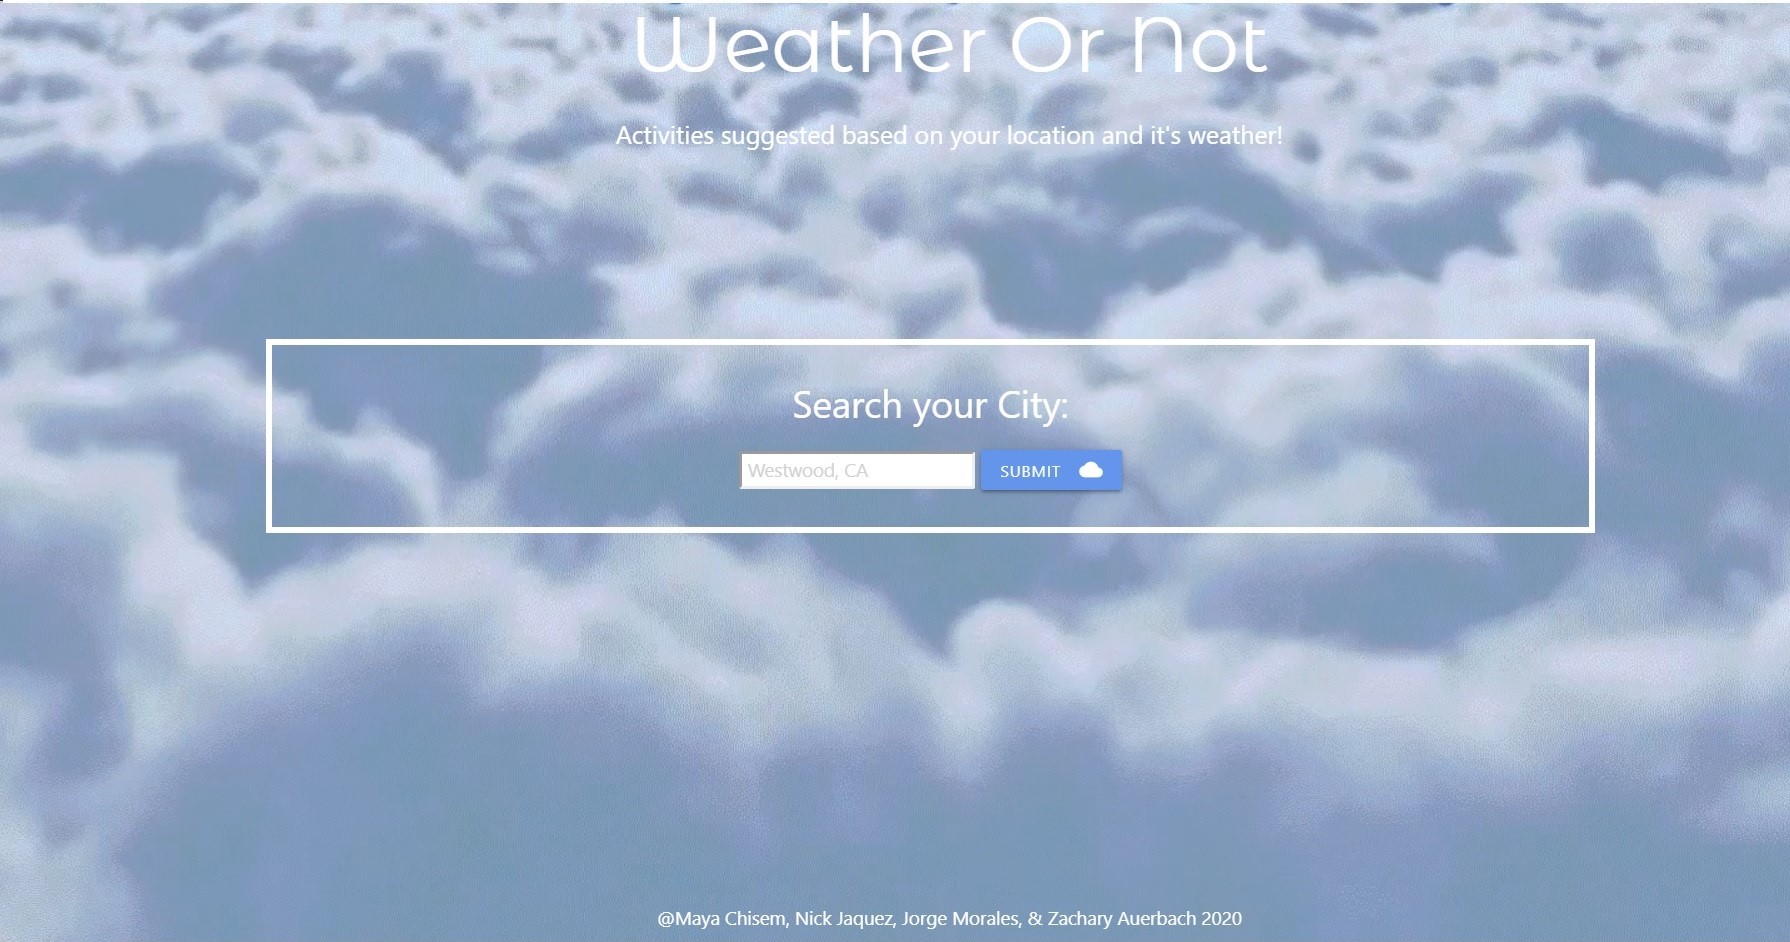 Weather Or Not
Activities suggested based on your location and it's weather!
Search your City:
Westwood, CA
SUBMIT
@Maya Chisem, Nick Jaquez, Jorge Morales, & Zachary Auerbach 2020